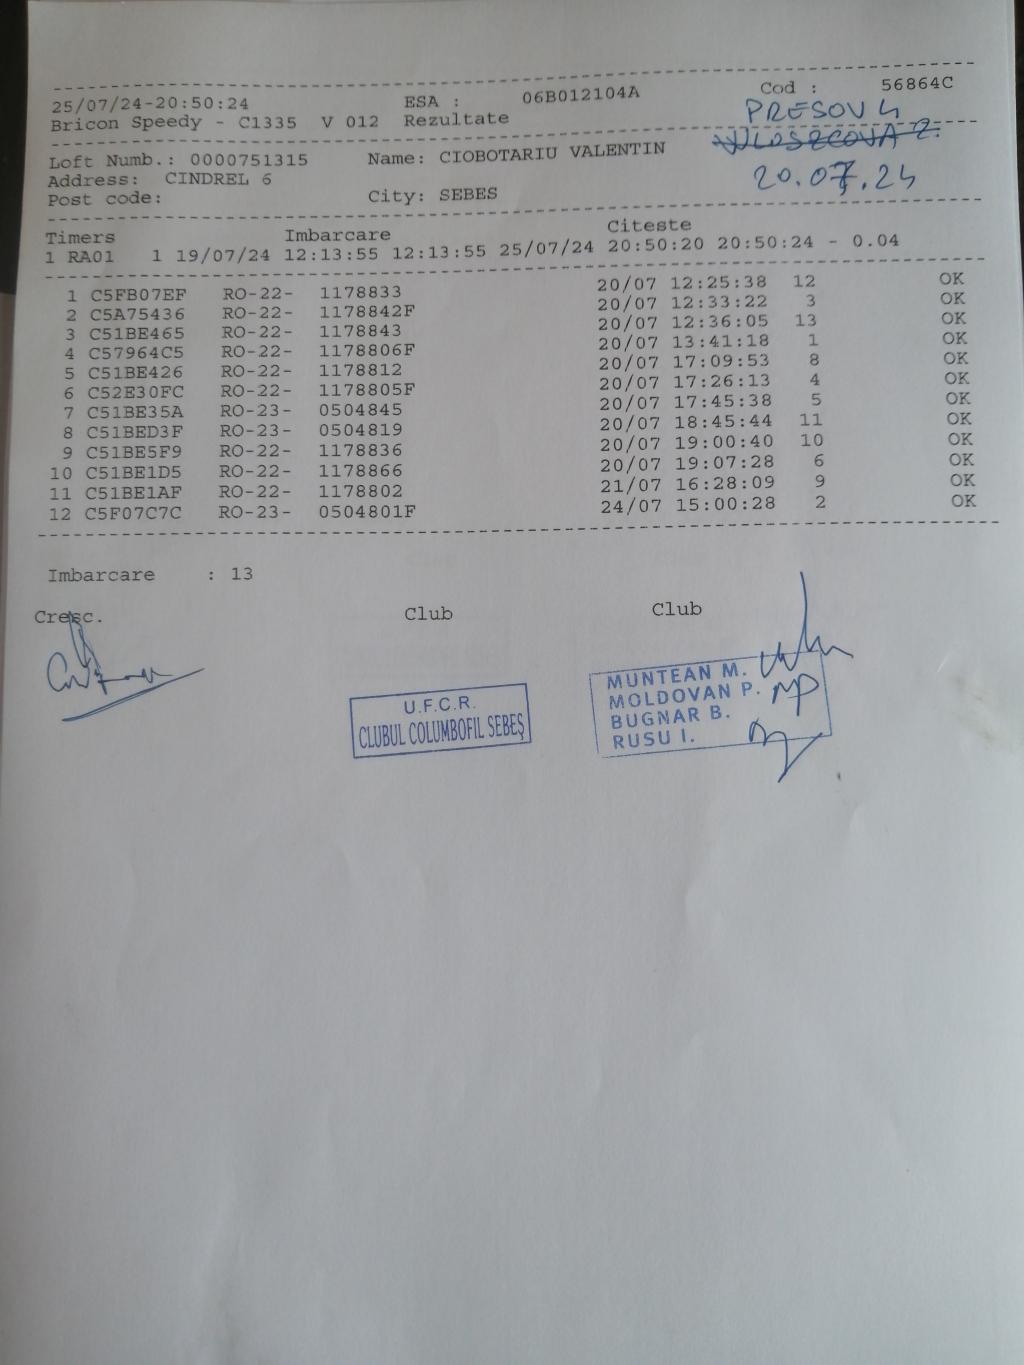 25/07/24-20:50:24 ESA : 06B012104A Cod : 56864C
Bricon Speedy - C1335 V 012 Rezultate
PRESOV 4
Loft Numb.: 0000751315 Name: CIOBOTARIU VALENTIN
Address: CINDREL 6
20.07.24
Post code: City: SEBES
Timers Imbarcare Citeste
1 RA01 1 19/07/24 12:13:55 12:13:55 25/07/24 20:50:20 20:50:24 - 0.04
1 C5FB07EF RO-22- 1178833 20/07 12:25:38 12 OK
2 C5A75436 RO-22- 1178842F 20/07 12:33:22 3 OK
3 C51BE465 RO-22- 1178843 20/07 12:36:05 13 OK
4 C57964C5 RO-22- 1178806F 20/07 13:41:18 1 OK
5 C51BE426 RO-22- 1178812 20/07 17:09:53 8 OK
6 C52E30FC RO-22- 1178805F 20/07 17:26:13 4 OK
7 C51BE35A RO-23- 0504845 20/07 17:45:38 5 OK
8 C51BED3F RO-23- 0504819 20/07 18:45:44 11 OK
9 C51BE5F9 RO-22- 1178836 20/07 19:00:40 10 OK
10 C51BE1D5 RO-22- 1178866 20/07 19:07:28 6 OK
11 C51BE1AF RO-22- 1178802 21/07 16:28:09 9 OK
12 C5F07C7C RO-23- 0504801F 24/07 15:00:28 2 OK
Imbarcare : 13
Cresc. Club Club
U.F.C.R.
CLUBUL COLUMBOFIL SEBEȘ
MUNTEAN M.
MOLDOVAN P.
BUGNAR B.
RUSU I.